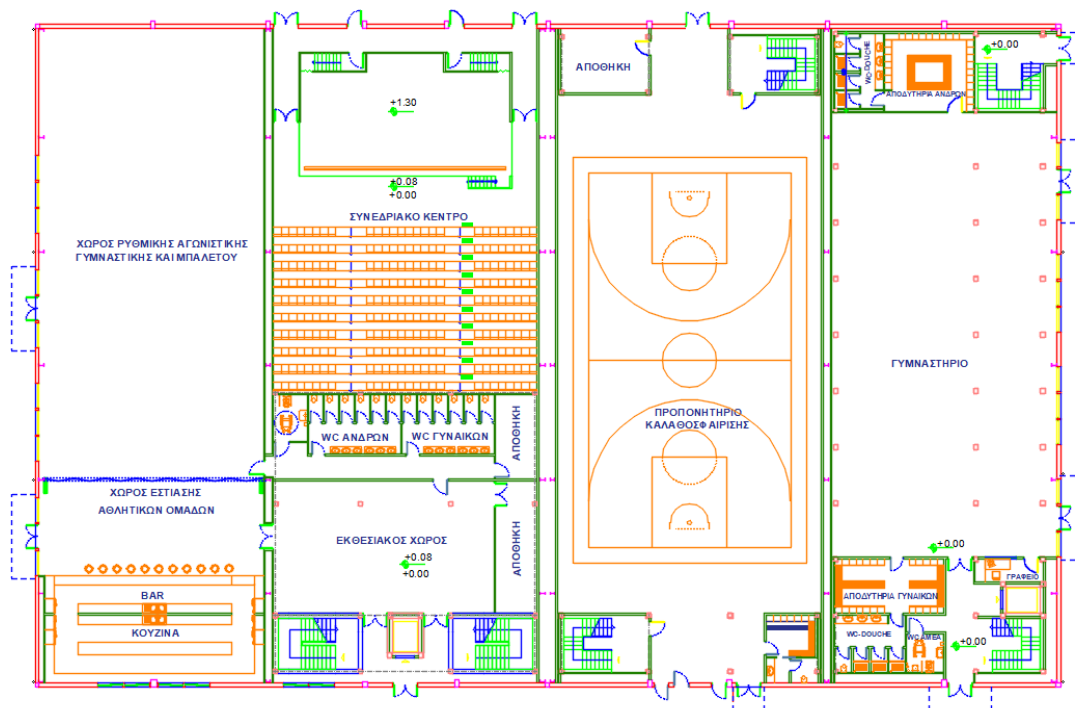 ΑΠΟΘΗΚΗ
WC-DOUCHE
ΑΠΟΔΥΤΗΡΙΑ ΑΝΔΡΩΝ
+0.00
+1.30
+0.08
+0.00
ΣΥΝΕΔΡΙΑΚΟ ΚΕΝΤΡΟ
ΧΩΡΟΣ ΡΥΘΜΙΚΗΣ ΑΓΩΝΙΣΤΙΚΗΣ
ΓΥΜΝΑΣΤΙΚΗΣ ΚΑΙ ΜΠΑΛΕΤΟΥ
ΓΥΜΝΑΣΤΗΡΙΟ
ΠΡΟΠΟΝΗΤΗΡΙΟ
ΚΑΛΑΘΟΣΦΑΙΡΙΣΗΣ
WC ΑΝΔΡΩΝ
WC ΓΥΝΑΙΚΩΝ
ΑΠΟΘΗΚΗ
ΧΩΡΟΣ ΕΣΤΙΑΣΗΣ
ΑΘΛΗΤΙΚΩΝ ΟΜΑΔΩΝ
ΕΚΘΕΣΙΑΚΟΣ ΧΩΡΟΣ
+0.08
+0.00
ΑΠΟΘΗΚΗ
+0.00
ΓΡΑΦΕΙΟ
ΑΠΟΔΥΤΗΡΙΑ ΓΥΝΑΙΚΩΝ
BAR
ΚΟΥΖΙΝΑ
WC-DOUCHE
WC ΑΜΕΑ
+0.00